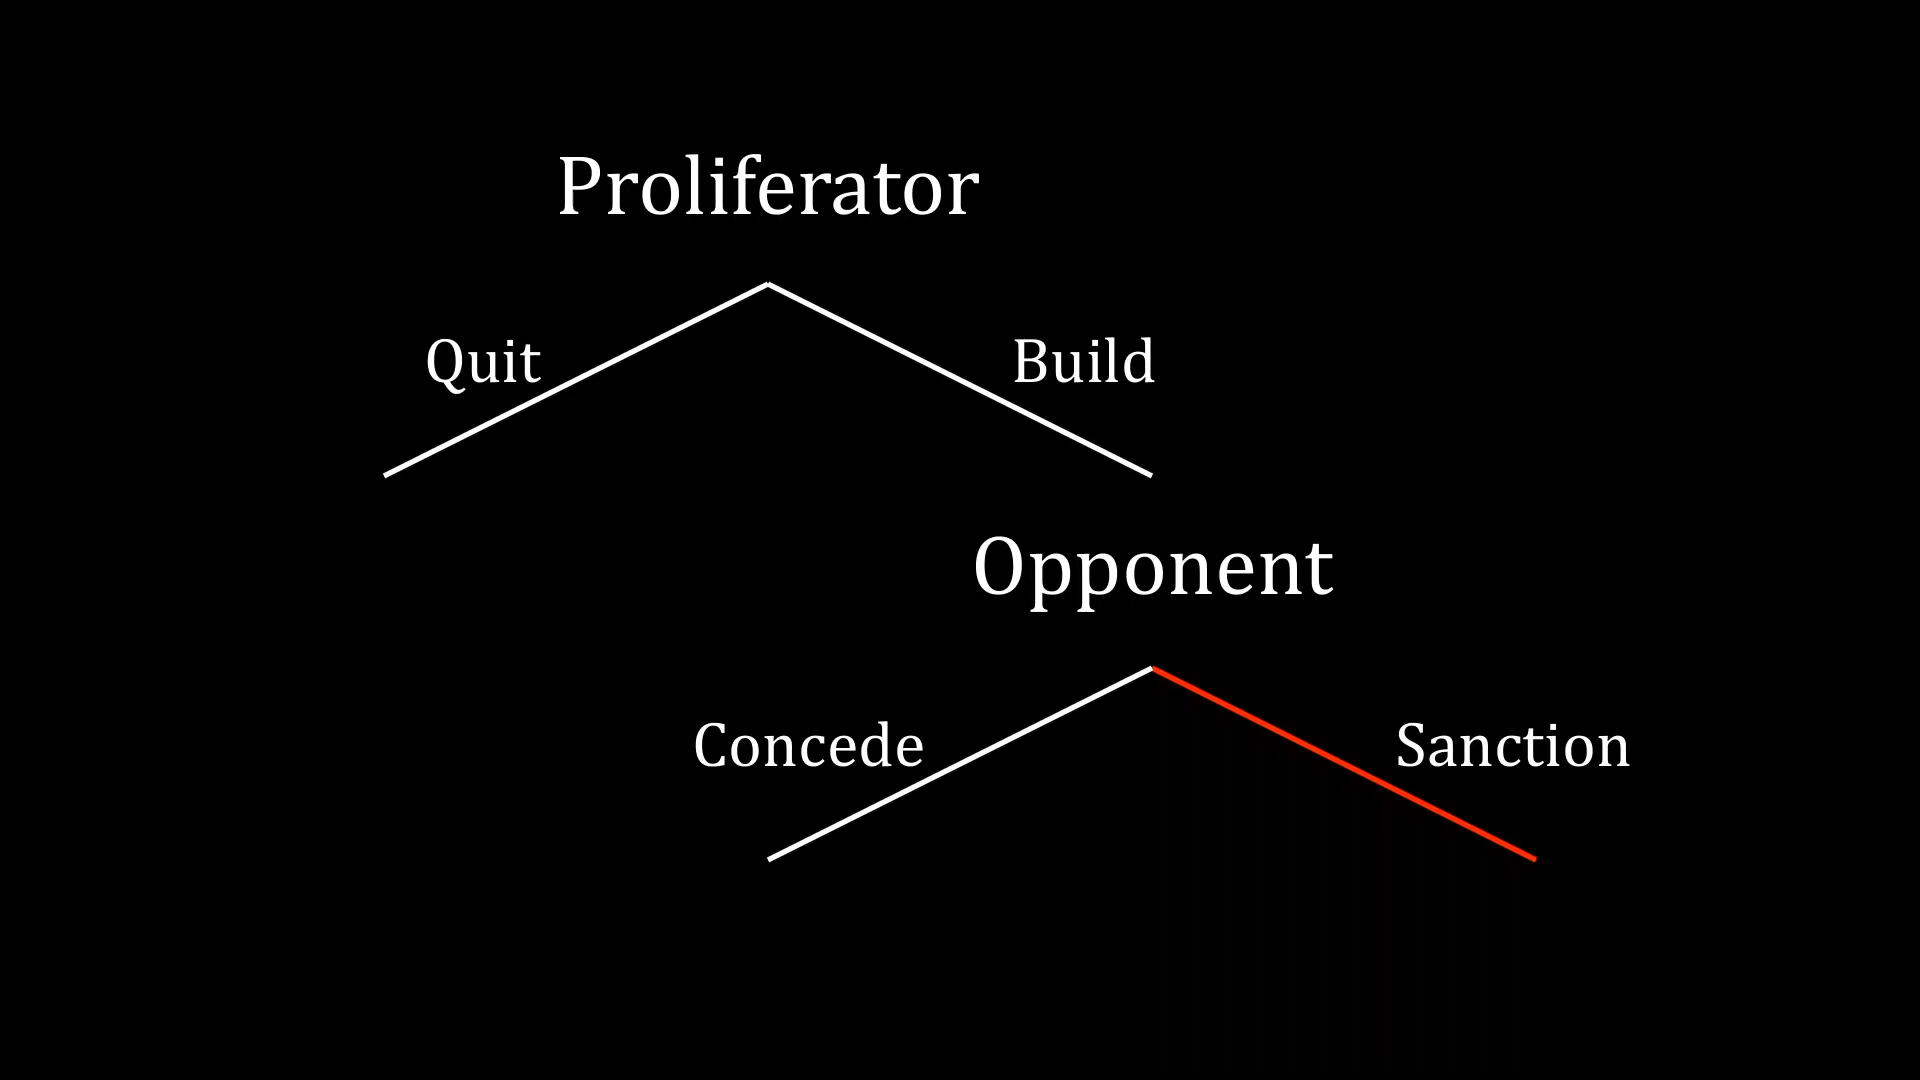 Proliferator
Quit
Build
Opponent
Concede
Sanction